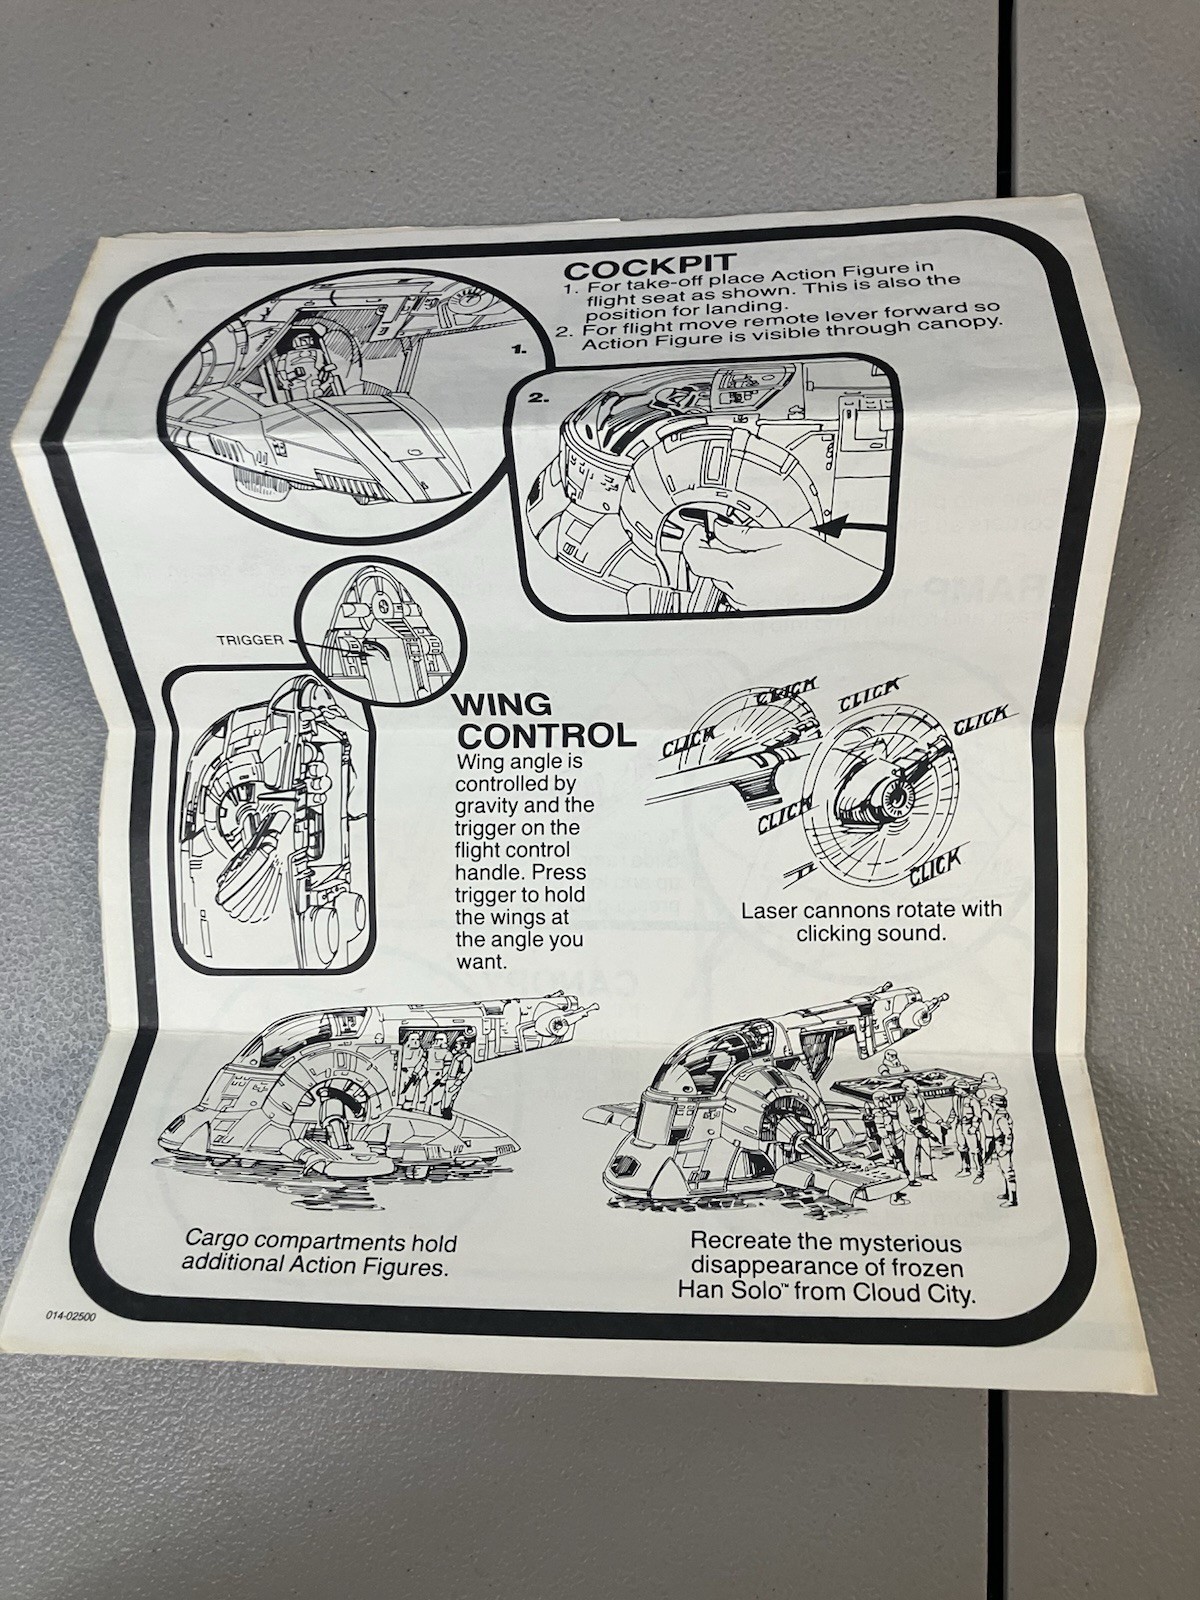 COCKPIT
1. For take-off place Action Figure in
flight seat as shown. This is also the
position for landing.
2. For flight move remote lever forward so
Action Figure is visible through canopy.
1.
2.
TRIGGER
WING
CONTROL
Wing angle is
controlled by
gravity and the
trigger on the
flight control
handle. Press
trigger to hold
the wings at
the angle you
want.
CLICK
CLICK
CLICK
CLICK
CLICK
CLICK
Laser cannons rotate with
clicking sound.
Cargo compartments hold
additional Action Figures.
Recreate the mysterious
disappearance of frozen
Han Solo™ from Cloud City.
014-02500